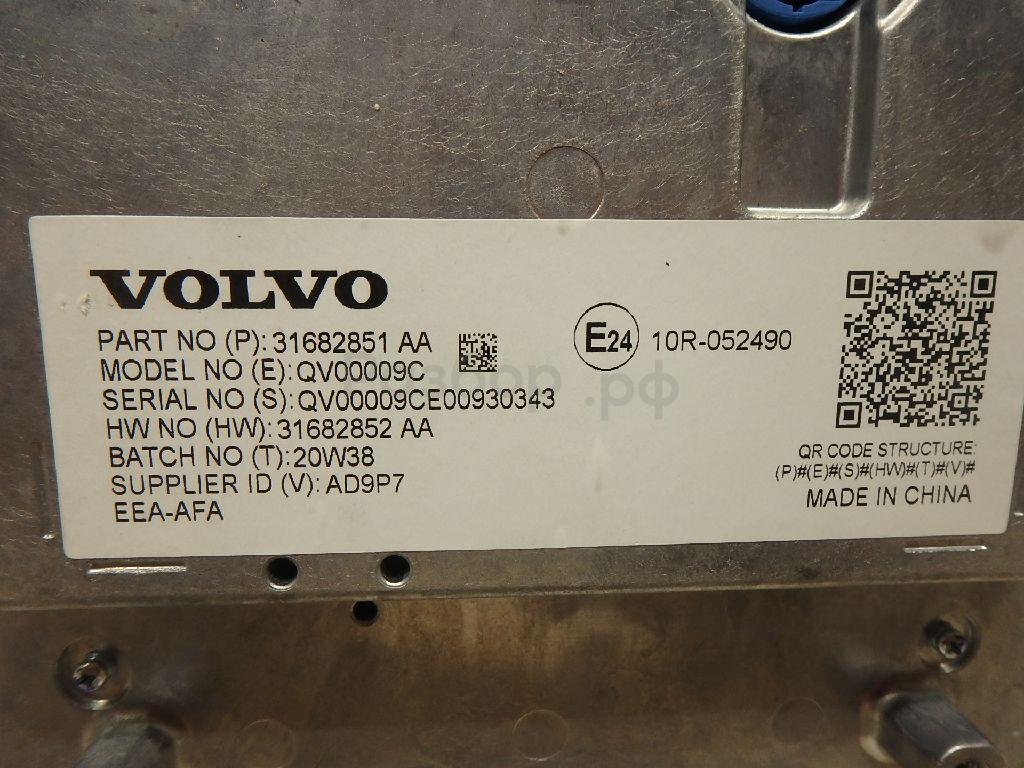 VOLVO
PART NO (P): 31682851 AA
MODEL NO (E): QV00009C
SERIAL NO (S): QV00009CE00930343
HW NO (HW): 31682852 AA
BATCH NO (T): 20W38
SUPPLIER ID (V): AD9P7
EEA-AFA
E24 10R-052490
QR CODE STRUCTURE:
(P)#(E)#(S)#(HW)#(T)#(V)#
MADE IN CHINA
.рф